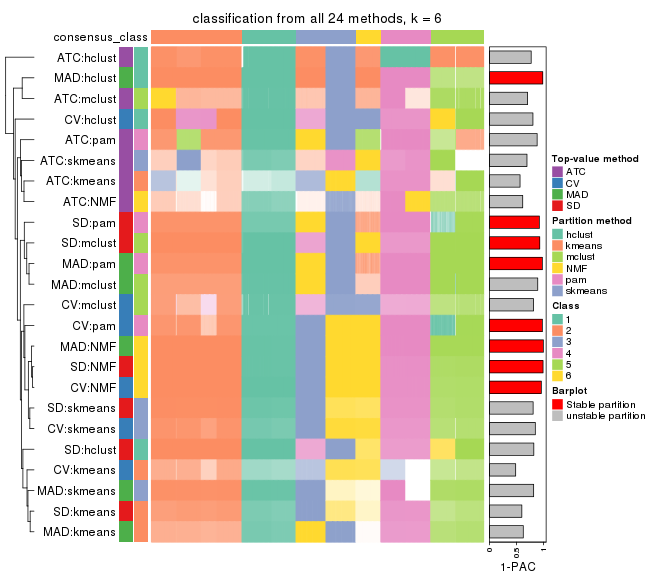 classification from all 24 methods, k = 6
consensus_class
ATC:hclust
MAD:hclust
ATC:mclust
CV:hclust
ATC:pam
ATC:skmeans
ATC:kmeans
ATC:NMF
SD:pam
SD:mclust
MAD:pam
MAD:mclust
CV:mclust
CV:pam
MAD:NMF
SD:NMF
CV:NMF
SD:skmeans
CV:skmeans
SD:hclust
CV:kmeans
MAD:skmeans
SD:kmeans
MAD:kmeans
0
0.5
1
1-PAC
Top-value method
ATC
CV
MAD
SD
Partition method
hclust
kmeans
mclust
NMF
pam
skmeans
Class
1
2
3
4
5
6
Barplot
Stable partition
unstable partition